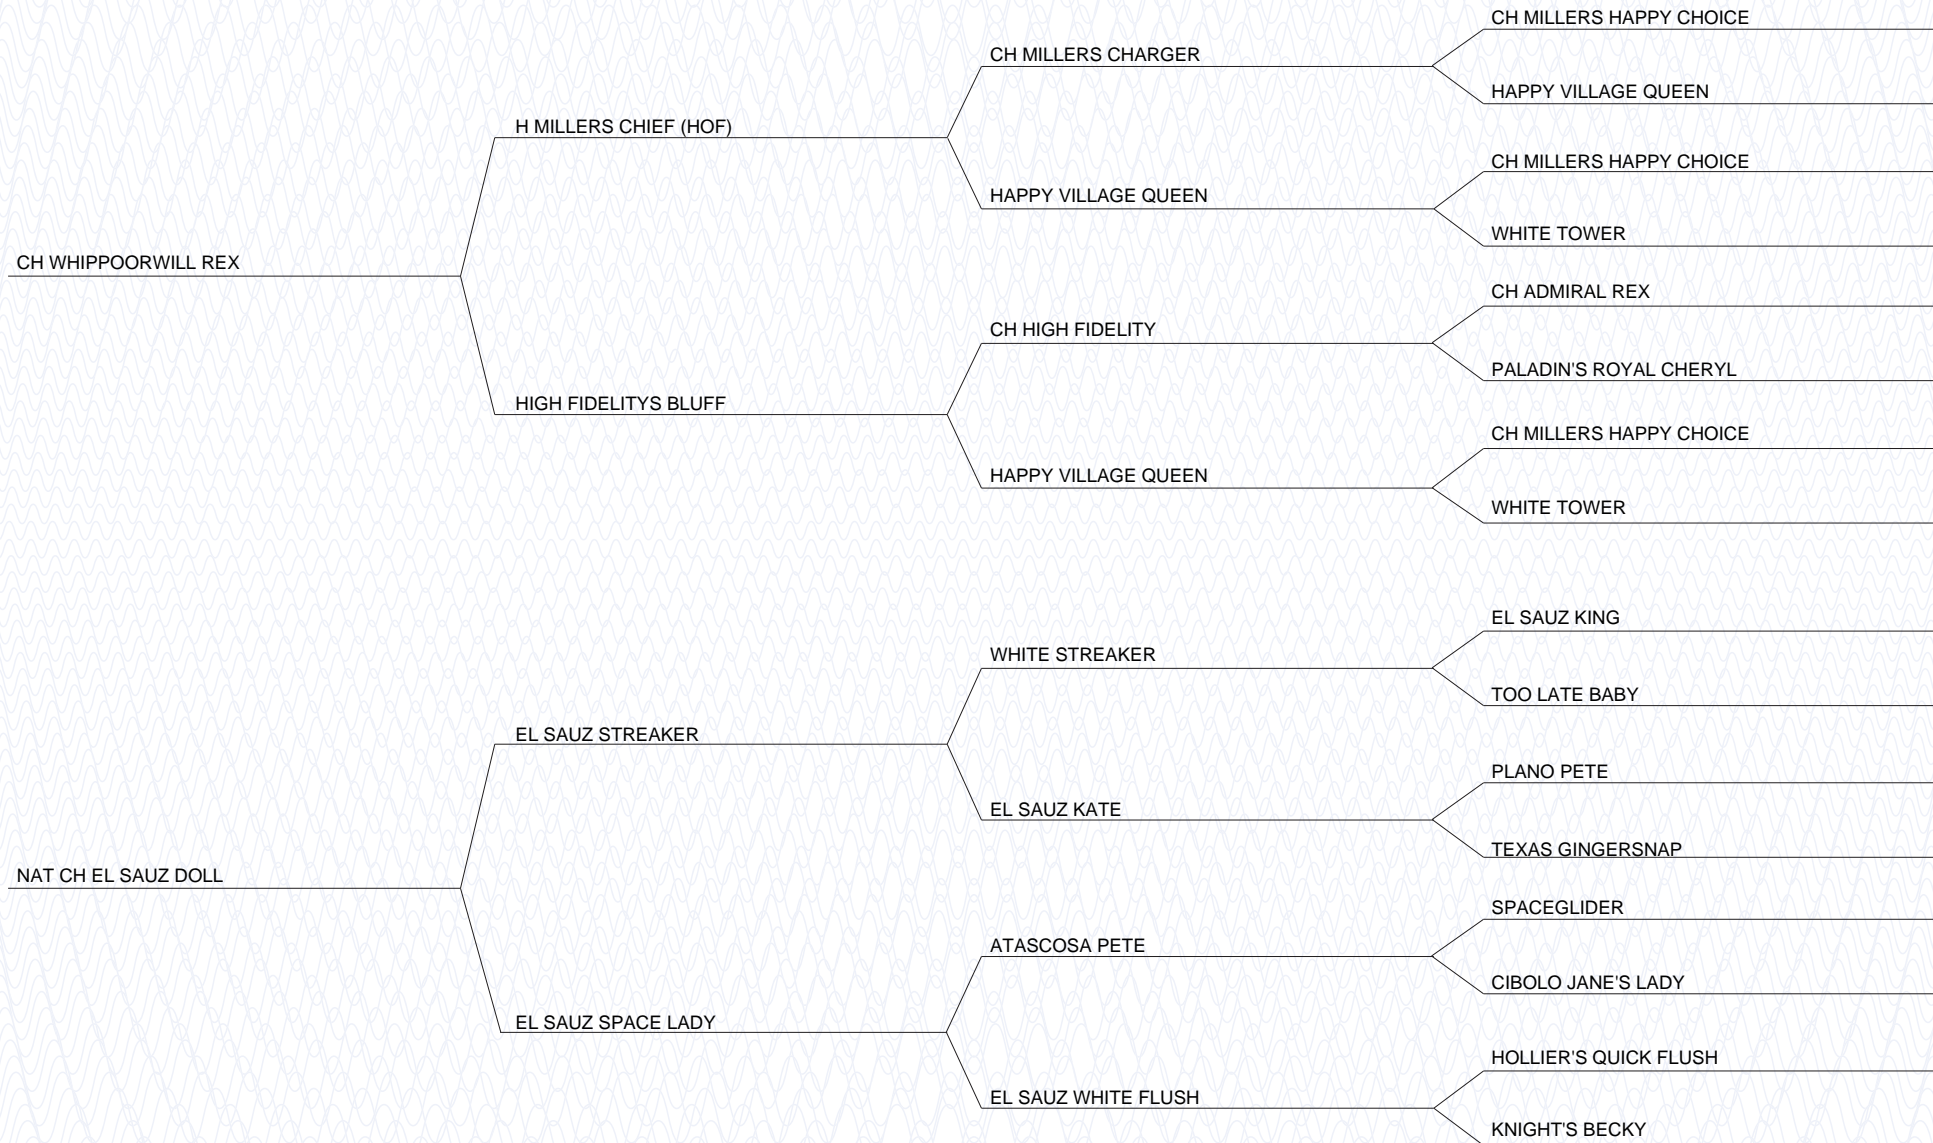 CH MILLERS HAPPY CHOICE
CH MILLERS CHARGER
HAPPY VILLAGE QUEEN
H MILLERS CHIEF (HOF)
CH MILLERS HAPPY CHOICE
HAPPY VILLAGE QUEEN
WHITE TOWER
CH WHIPPOORWILL REX
CH ADMIRAL REX
CH HIGH FIDELITY
PALADIN'S ROYAL CHERYL
HIGH FIDELITYS BLUFF
CH MILLERS HAPPY CHOICE
HAPPY VILLAGE QUEEN
WHITE TOWER
EL SAUZ KING
WHITE STREAKER
TOO LATE BABY
EL SAUZ STREAKER
PLANO PETE
EL SAUZ KATE
TEXAS GINGERSNAP
NAT CH EL SAUZ DOLL
SPACEGLIDER
ATASCOSA PETE
CIBOLO JANE'S LADY
EL SAUZ SPACE LADY
HOLLIER'S QUICK FLUSH
EL SAUZ WHITE FLUSH
KNIGHT'S BECKY